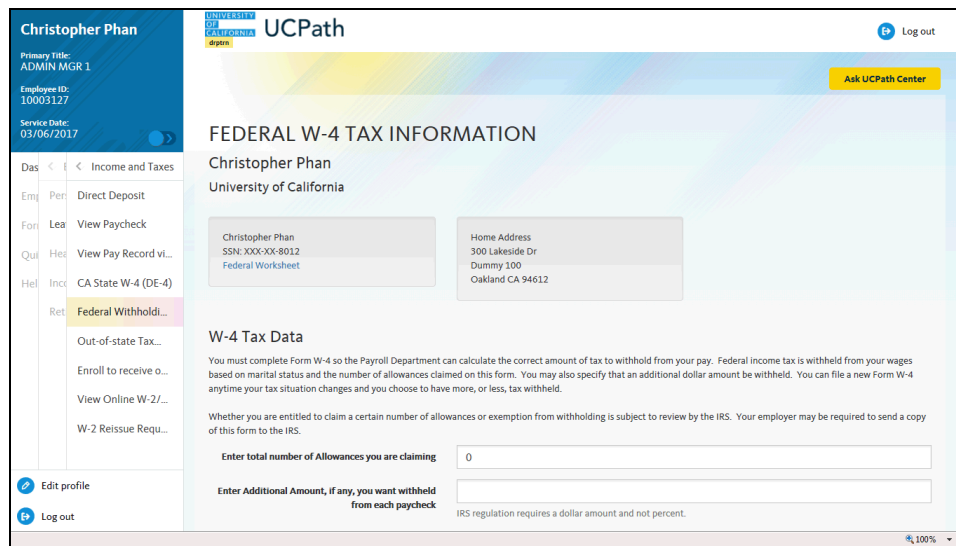 Christopher Phan
Primary Title:
ADMIN MGR 1
Employee ID:
10003127
Service Date:
03/06/2017
UNIVERSITY
OF
CALIFORNIA
drptrn
UCPath
Log out
Ask UCPath Center
Das
Emp
For
Qui
Hel
Per
Lea
Hea
Inc
Ret
Income and Taxes
Direct Deposit
View Paycheck
View Pay Record vi...
CA State W-4 (DE-4)
Federal Withholdi...
Out-of-state Tax...
Enroll to receive o...
View Online W-2/...
W-2 Reissue Requ...
Edit profile
Log out
FEDERAL W-4 TAX INFORMATION
Christopher Phan
University of California
Christopher Phan
SSN: XXX-XX-8012
Federal Worksheet
Home Address
300 Lakeside Dr
Dummy 100
Oakland CA 94612
W-4 Tax Data
You must complete Form W-4 so the Payroll Department can calculate the correct amount of tax to withhold from your pay. Federal income tax is withheld from your wages
based on marital status and the number of allowances claimed on this form. You may also specify that an additional dollar amount be withheld. You can file a new Form W-4
anytime your tax situation changes and you choose to have more, or less, tax withheld.
Whether you are entitled to claim a certain number of allowances or exemption from withholding is subject to review by the IRS. Your employer may be required to send a copy
of this form to the IRS.
Enter total number of Allowances you are claiming
0
Enter Additional Amount, if any, you want withheld
from each paycheck
IRS regulation requires a dollar amount and not percent.
100%